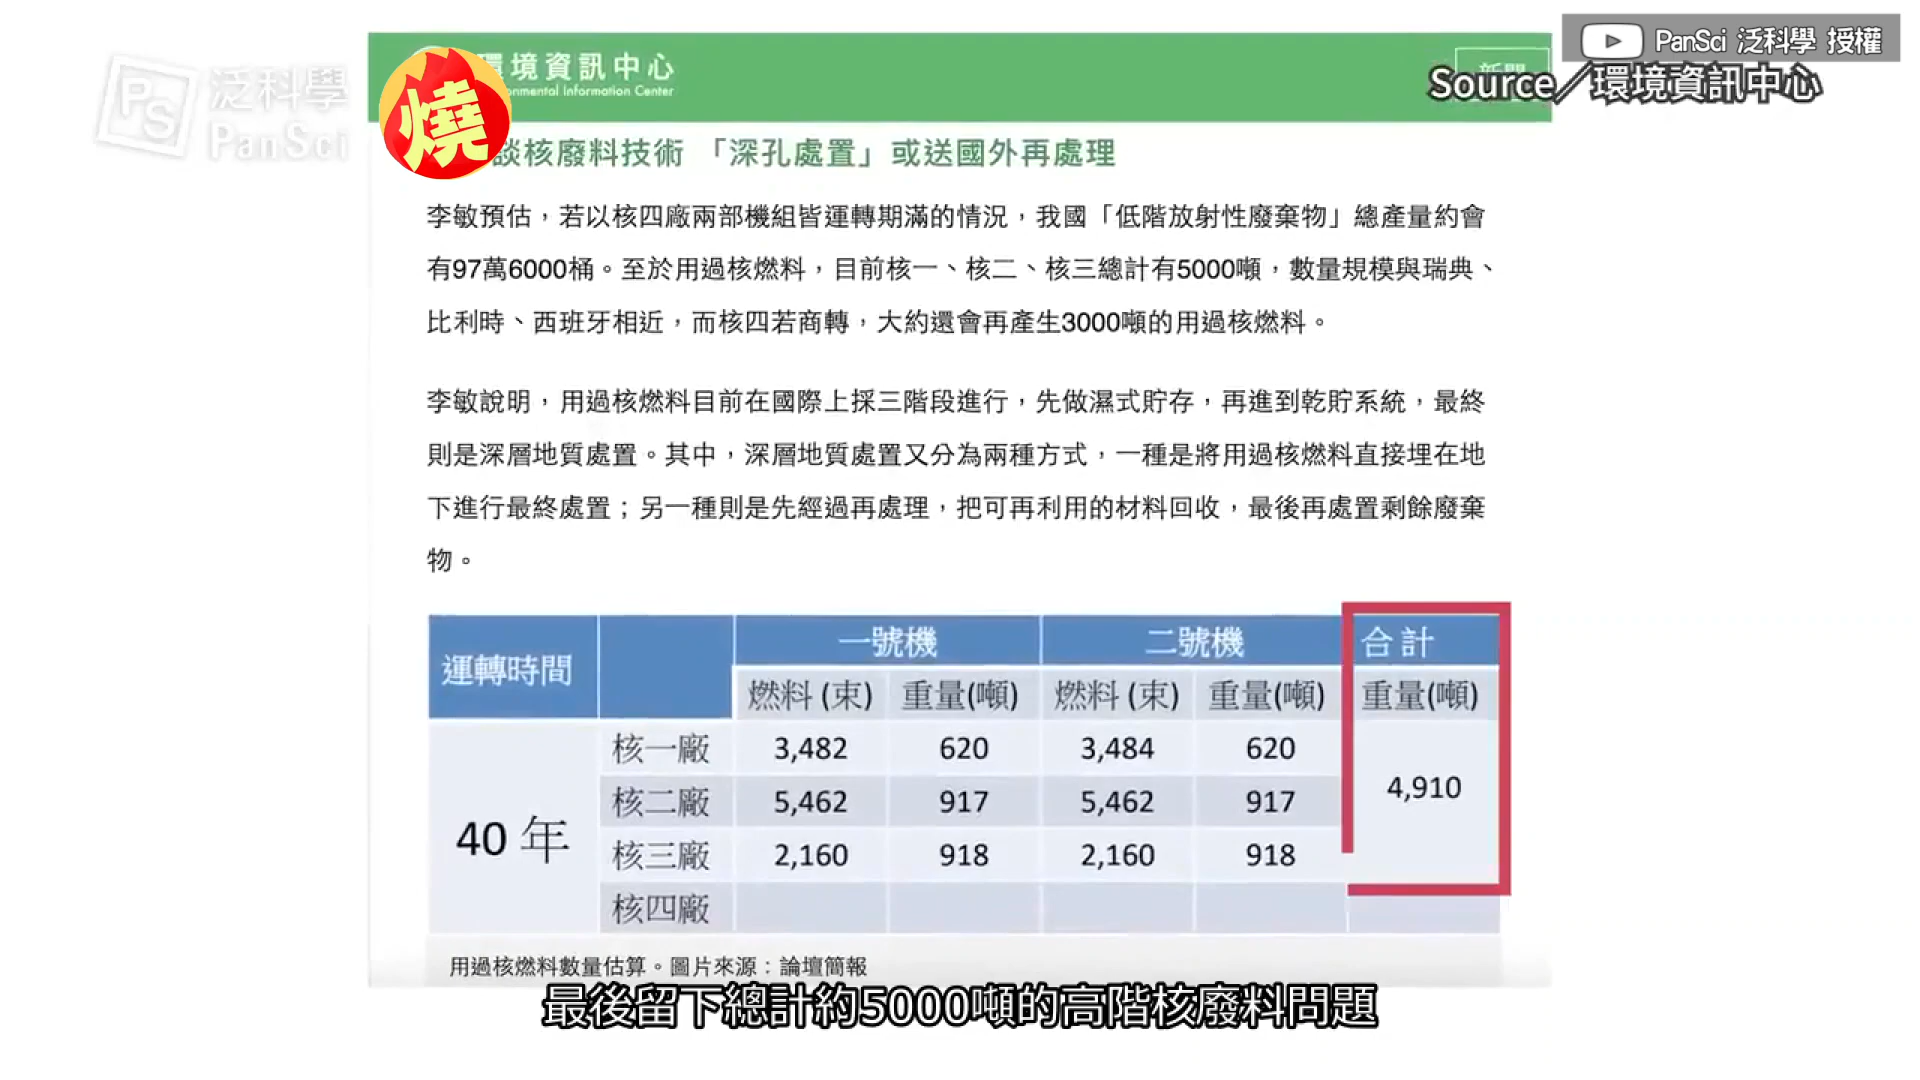 PanSci 泛科學 授權
Source／環境資訊中心
PS 泛科學
PanSci
燒
環境資訊中心
onmental Information Center
新聞
談核廢料技術 「深孔處置」或送國外再處理
李敏預估，若以核四廠兩部機組皆運轉期滿的情況，我國「低階放射性廢棄物」總產量約會
有97萬6000桶。至於用過核燃料，目前核一、核二、核三總計有5000噸，數量規模與瑞典、
比利時、西班牙相近，而核四若商轉，大約還會再產生3000噸的用過核燃料。
李敏說明，用過核燃料目前在國際上採三階段進行，先做濕式貯存，再進到乾貯系統，最終
則是深層地質處置。其中，深層地質處置又分為兩種方式，一種是將用過核燃料直接埋在地
下進行最終處置；另一種則是先經過再處理，把可再利用的材料回收，最後再處置剩餘廢棄
物。
運轉時間 一號機 二號機 合計
燃料 (束) 重量(噸) 燃料 (束) 重量(噸) 重量(噸)
40 年
核一廠 3,482 620 3,484 620
核二廠 5,462 917 5,462 917 4,910
核三廠 2,160 918 2,160 918
核四廠
用過核燃料數量估算。圖片來源：論壇簡報
最後留下總計約5000噸的高階核廢料問題